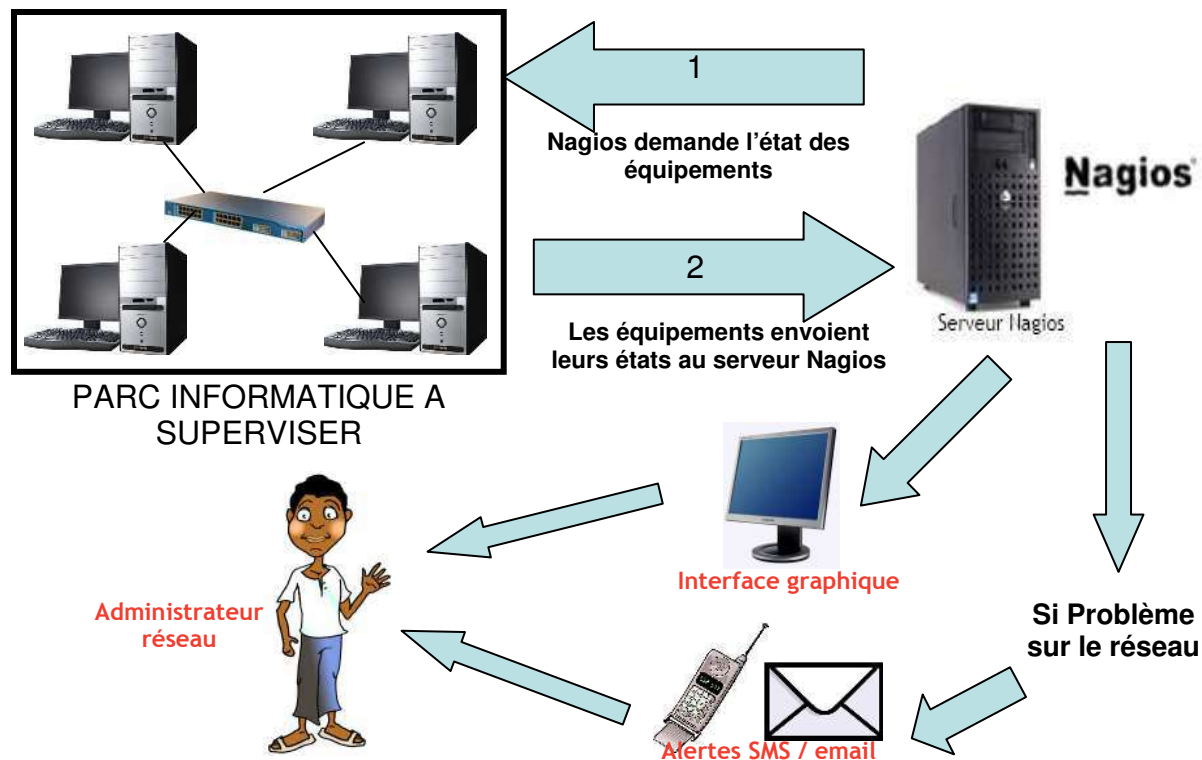 1
Nagios demande l'état des
équipements
Nagios
2
Les équipements envoient
leurs états au serveur Nagios
Serveur Nagios
PARC INFORMATIQUE A
SUPERVISER
Interface graphique
Administrateur
réseau
Si Problème
sur le réseau
Alertes SMS / email